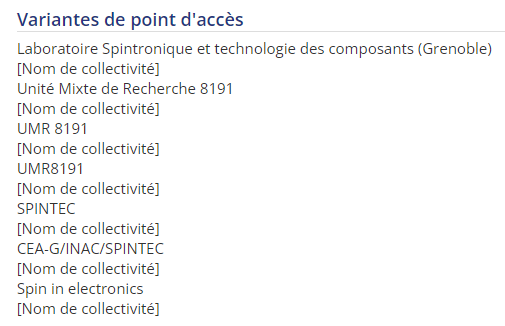 Variantes de point d'accès
Laboratoire Spintronique et technologie des composants (Grenoble)
[Nom de collectivité]
Unité Mixte de Recherche 8191
[Nom de collectivité]
UMR 8191
[Nom de collectivité]
UMR8191
[Nom de collectivité]
SPINTEC
[Nom de collectivité]
CEA-G/INAC/SPINTEC
[Nom de collectivité]
Spin in electronics
[Nom de collectivité]